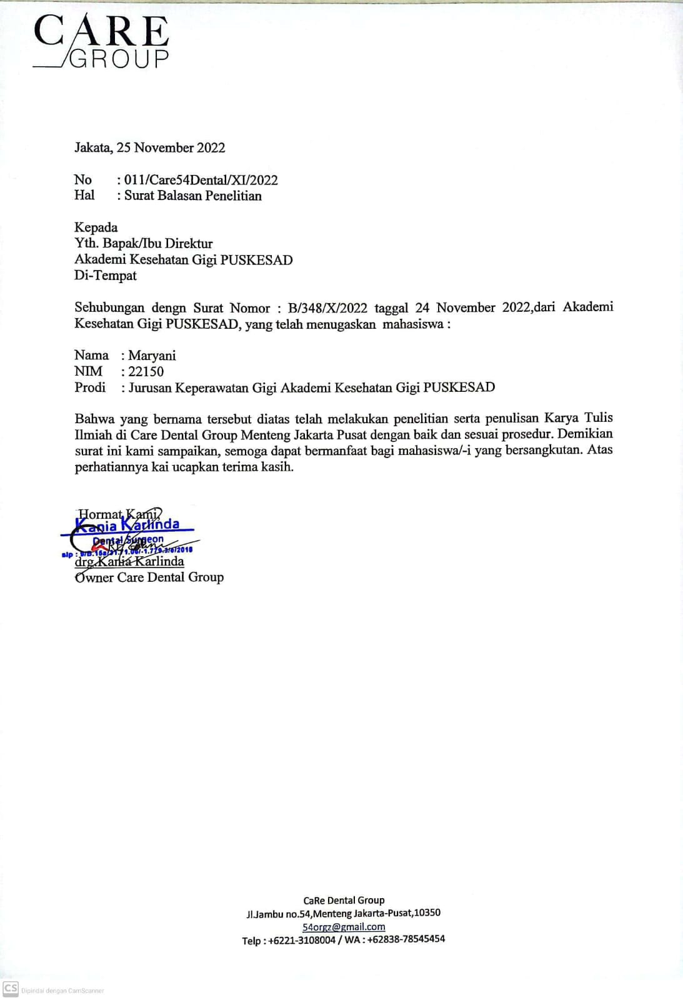 CARE
GROUP
Jakata, 25 November 2022
No : 011/Care54Dental/XI/2022
Hal : Surat Balasan Penelitian
Kepada
Yth. Bapak/Ibu Direktur
Akademi Kesehatan Gigi PUSKESAD
Di-Tempat
Sehubungan dengn Surat Nomor : B/348/X/2022 taggal 24 November 2022,dari Akademi
Kesehatan Gigi PUSKESAD, yang telah menugaskan mahasiswa :
Nama : Maryani
NIM : 22150
Prodi : Jurusan Keperawatan Gigi Akademi Kesehatan Gigi PUSKESAD
Bahwa yang bernama tersebut diatas telah melakukan penelitian serta penulisan Karya Tulis
Ilmiah di Care Dental Group Menteng Jakarta Pusat dengan baik dan sesuai prosedur. Demikian
surat ini kami sampaikan, semoga dapat bermanfaat bagi mahasiswa/-i yang bersangkutan. Atas
perhatiannya kai ucapkan terima kasih.
Hormat Kami,
Kania Karlinda
Dental Surgeon
sip :
drg.Kania Karlinda
Owner Care Dental Group
CaRe Dental Group
Jl.Jambu no.54,Menteng Jakarta-Pusat,10350
54orgz@gmail.com
Telp : +6221-3108004 / WA : +62838-78545454
CS Dipindai dengan CamScanner